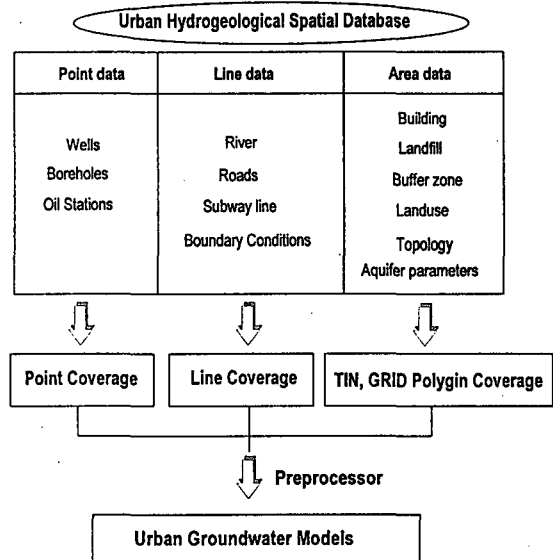 Urban Hydrogeological Spatial Database
Point data
Line data
Area data
Wells
Boreholes
Oil Stations
River
Roads
Subway line
Boundary Conditions
Building
Landfill
Buffer zone
Landuse
Topology
Aquifer parameters
Point Coverage
Line Coverage
TIN, GRID Polygin Coverage
Preprocessor
Urban Groundwater Models